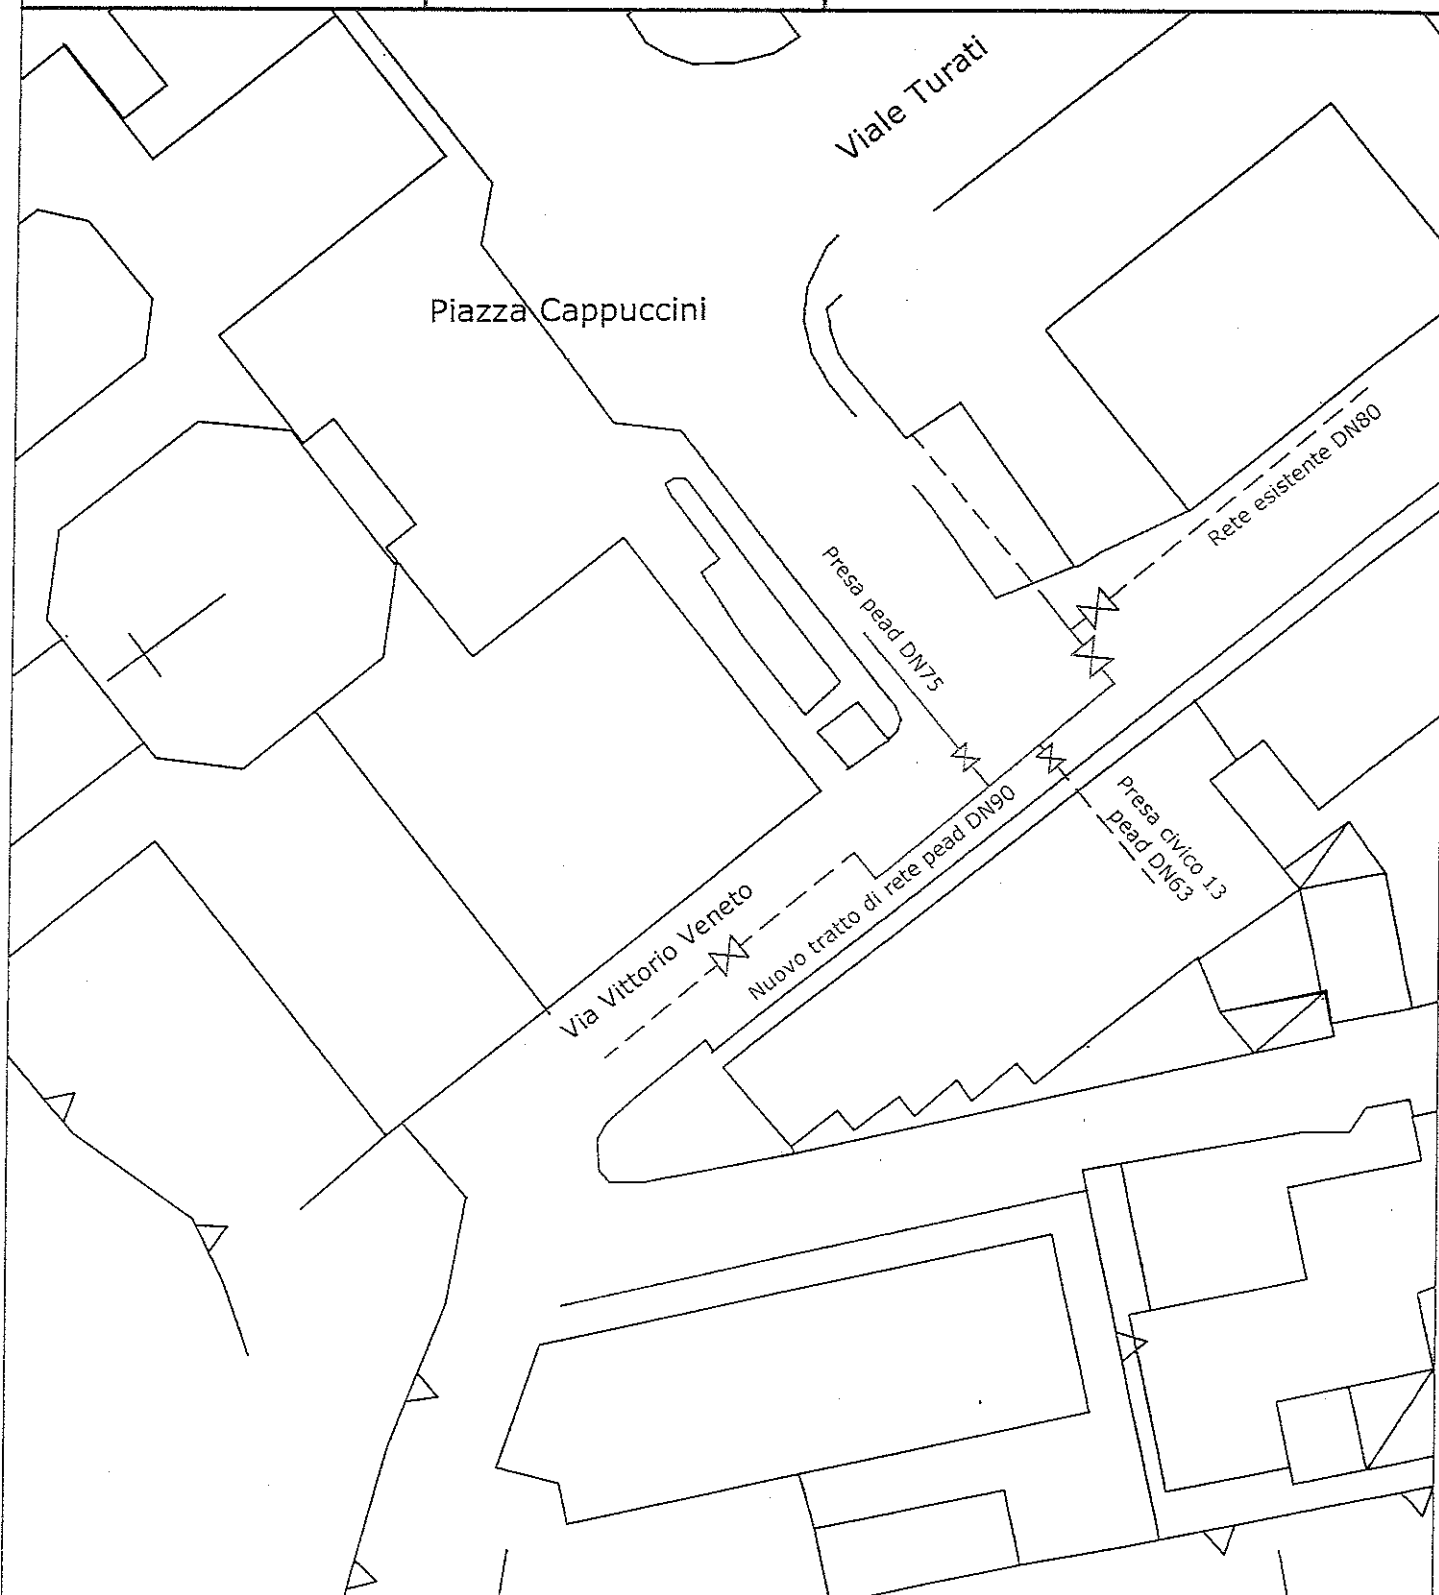 Viale Turati
Piazza Cappuccini
Rete esistente DN80
Presa pead DN75
Presa civico 13
pead DN63
Nuovo tratto di rete pead DN90
Via Vittorio Veneto